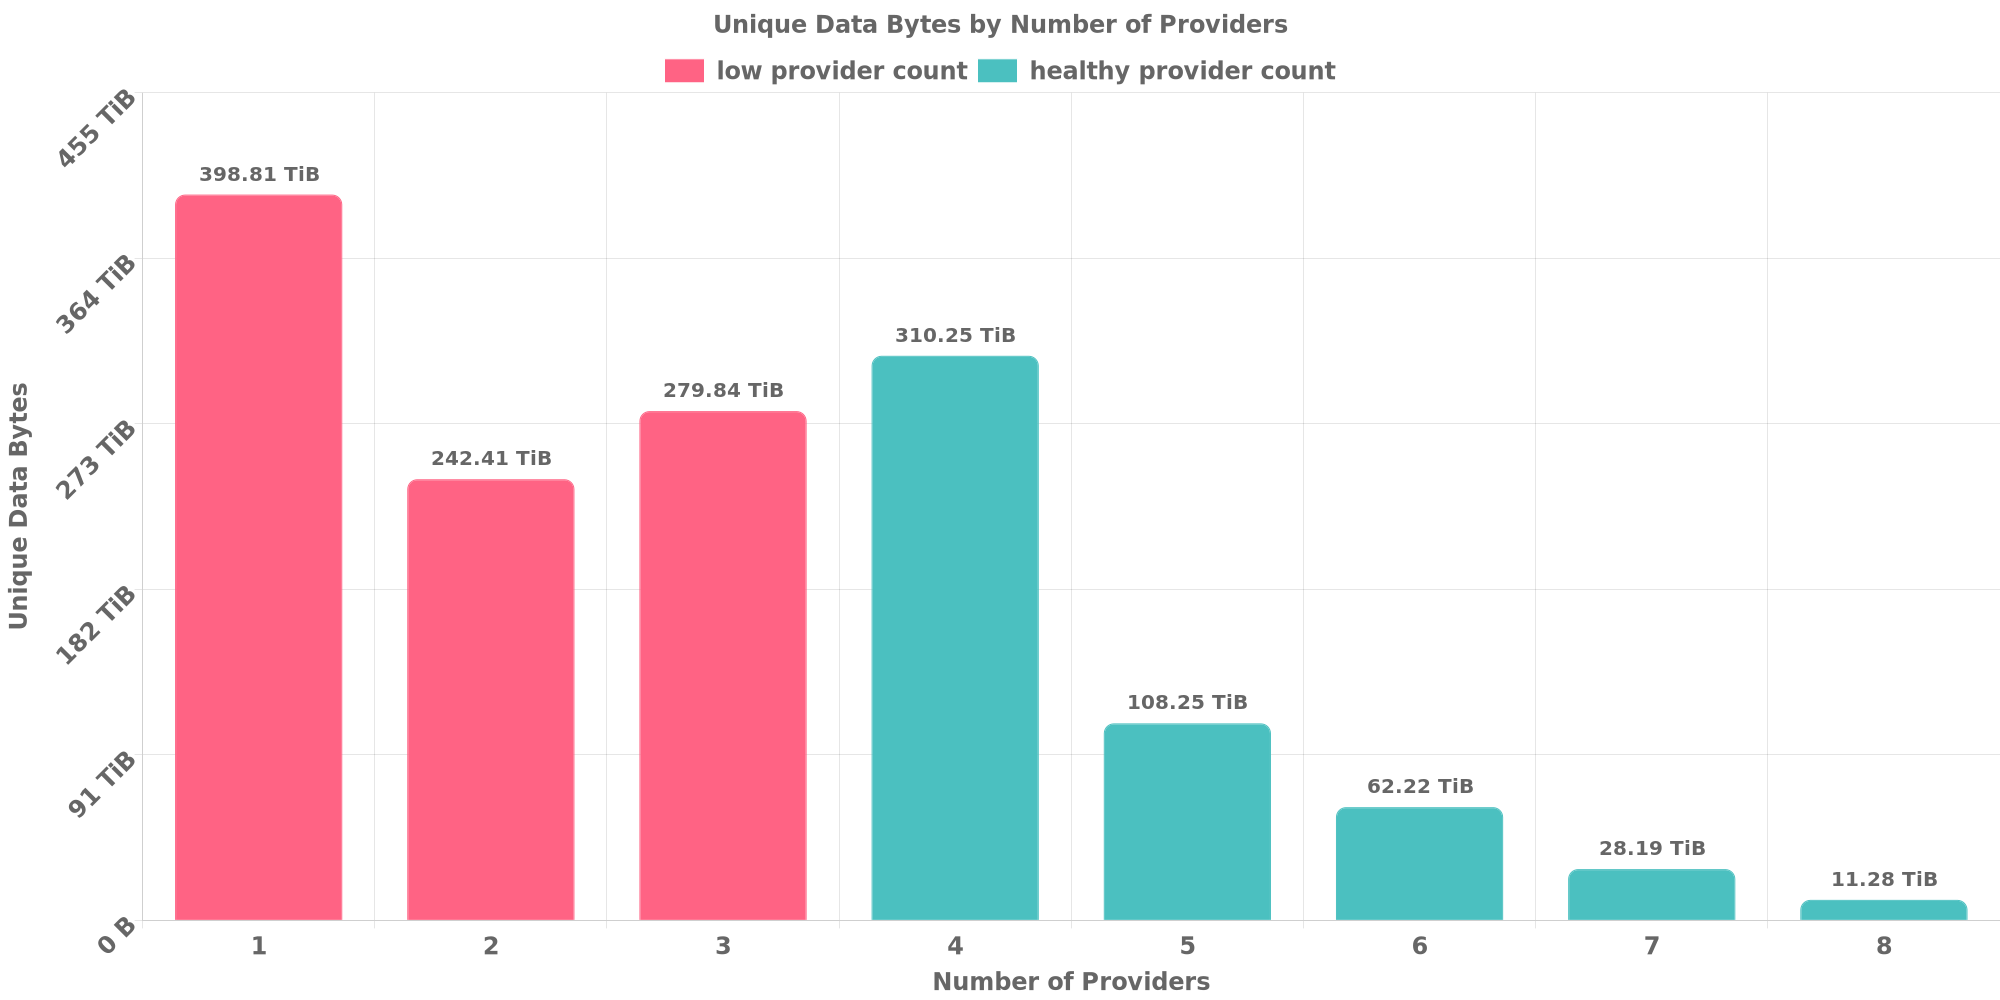 Unique Data Bytes by Number of Providers
low provider count
healthy provider count
455 TiB
364 TiB
273 TiB
182 TiB
91 TiB
0 B
Unique Data Bytes
398.81 TiB
242.41 TiB
279.84 TiB
310.25 TiB
108.25 TiB
62.22 TiB
28.19 TiB
11.28 TiB
1 2 3 4 5 6 7 8
Number of Providers